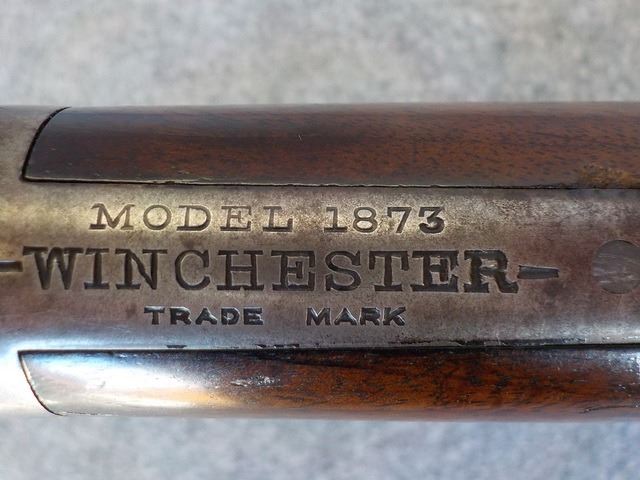 MODEL 1873
-WINCHESTER-
TRADE MARK